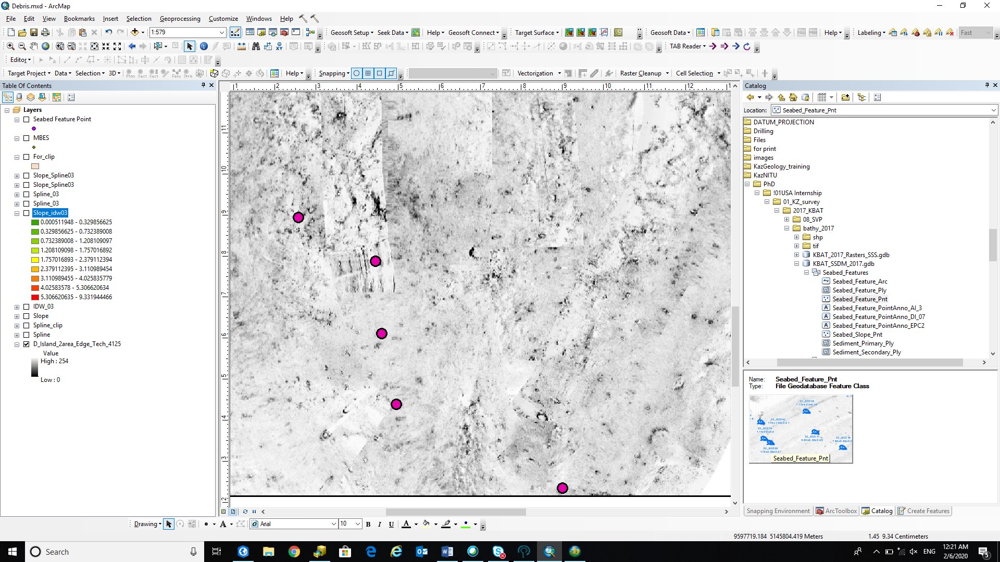 Debris.mxd - ArcMap
File Edit View Bookmarks Insert Selection Geoprocessing Customize Windows Help
1:579 Geosoft Setup Seek Data Help Geosoft Connect Target Surface Geosoft Data Help Labeling Fast
TAB Reader
Editor
Target Project Data Selection 3D Plan Sect Sect Sect Fenc Strix Help Snapping Vectorization Raster Cleanup Cell Selection
Table Of Contents
Layers
Seabed Feature Point
MBES
For_clip
Slope_Spline03
Slope_Spline03
Spline_03
Spline_03
Slope_idw03
0.000511948 - 0.329856625
0.329856625 - 0.732389008
0.732389008 - 1.208109097
1.208109098 - 1.757016892
1.757016893 - 2.379112394
2.379112395 - 3.110989454
3.110989455 - 4.025835779
4.02583578 - 5.306620634
5.306620635 - 9.331944466
IDW_03
Slope
Spline_clip
Spline
D_Island_2area_Edge_Tech_4125
Value
High : 254
Low : 0
1 2 3 4 5 6 7 8 9 10 11 12 1
11
10
9
8
7
6
5
4
3
2
Catalog
Location: Seabed_Feature_Pnt
DATUM_PROJECTION
Drilling
Files
for print
images
KazGeology_training
KazNITU
PhD
!01USA Internship
01_KZ_survey
2017_KBAT
08_SVP
bathy_2017
shp
tif
KBAT_2017_Rasters_SSS.gdb
KBAT_SSDM_2017.gdb
Seabed_Features
Seabed_Feature_Arc
Seabed_Feature_Ply
Seabed_Feature_Pnt
Seabed_Feature_PointAnno_AI_3
Seabed_Feature_PointAnno_DI_07
Seabed_Feature_PointAnno_EPC2
Seabed_Slope_Pnt
Sediment_Primary_Ply
Sediment_Secondary_Ply
Name: Seabed_Feature_Pnt
Type: File Geodatabase Feature Class
Seabed_Feature_Pnt
Snapping Environment ArcToolbox Catalog Create Features
Drawing A Arial 10 B I U A
9597719.184 5145804.419 Meters 1.45 9.34 Centimeters
Search
ENG
12:21 AM
2/6/2020
5